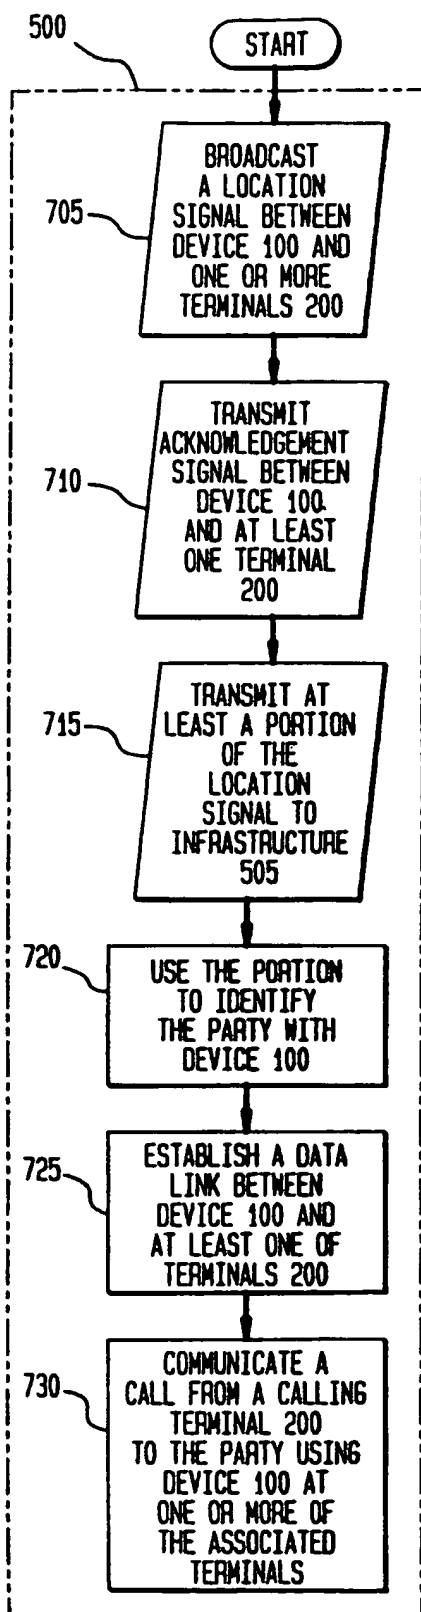 500
START
705
BROADCAST
A LOCATION
SIGNAL BETWEEN
DEVICE 100 AND
ONE OR MORE
TERMINALS 200
710
TRANSMIT
ACKNOWLEDGEMENT
SIGNAL BETWEEN
DEVICE 100
AND AT LEAST
ONE TERMINAL
200
715
TRANSMIT AT
LEAST A PORTION
OF THE
LOCATION
SIGNAL TO
INFRASTRUCTURE
505
720
USE THE PORTION
TO IDENTIFY
THE PARTY WITH
DEVICE 100
725
ESTABLISH A DATA
LINK BETWEEN
DEVICE 100 AND
AT LEAST ONE OF
TERMINALS 200
730
COMMUNICATE A
CALL FROM A CALLING
TERMINAL 200
TO THE PARTY USING
DEVICE 100 AT
ONE OR MORE OF
THE ASSOCIATED
TERMINALS